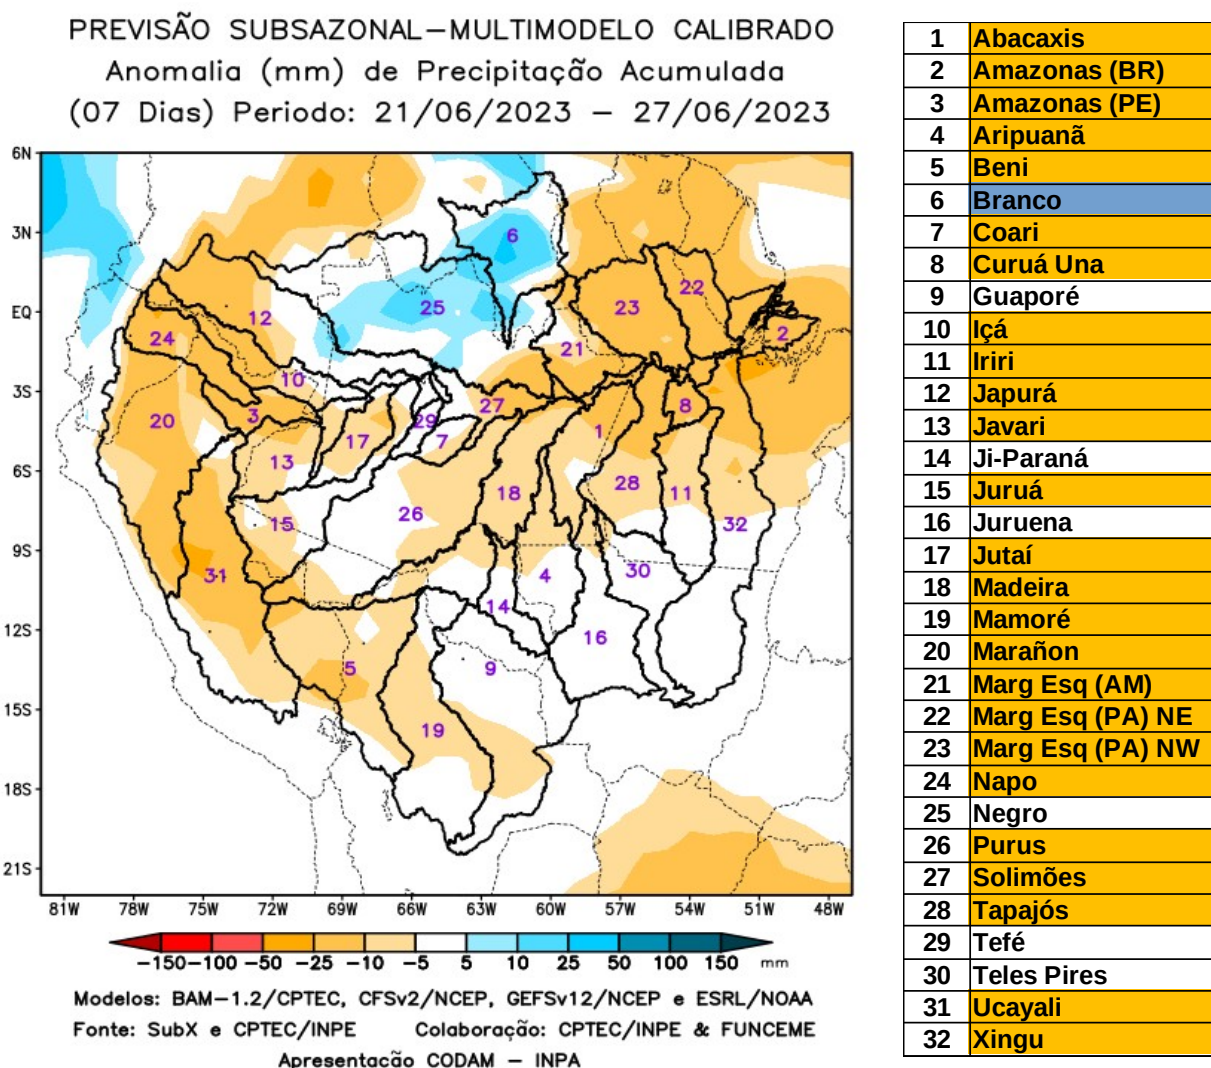 PREVISÃO SUBSAZONAL–MULTIMODELO CALIBRADO
Anomalia (mm) de Precipitação Acumulada
(07 Dias) Periodo: 21/06/2023 – 27/06/2023
6N
3N
EQ
3S
6S
9S
12S
15S
18S
21S
6
25
23
22
12
2
24
21
10
27
8
3
29
20
1
17
7
13
28
18
11
26
15
32
31
4
30
14
16
5
9
19
81W 78W 75W 72W 69W 66W 63W 60W 57W 54W 51W 48W
−150 −100 −50 −25 −10 −5 5 10 25 50 100 150 mm
Modelos: BAM−1.2/CPTEC, CFSv2/NCEP, GEFSv12/NCEP e ESRL/NOAA
Fonte: SubX e CPTEC/INPE Colaboração: CPTEC/INPE & FUNCEME
Apresentação CODAM – INPA
1 Abacaxis
2 Amazonas (BR)
3 Amazonas (PE)
4 Aripuanã
5 Beni
6 Branco
7 Coari
8 Curuá Una
9 Guaporé
10 Içá
11 Iriri
12 Japurá
13 Javari
14 Ji-Paraná
15 Juruá
16 Juruena
17 Jutaí
18 Madeira
19 Mamoré
20 Marañon
21 Marg Esq (AM)
22 Marg Esq (PA) NE
23 Marg Esq (PA) NW
24 Napo
25 Negro
26 Purus
27 Solimões
28 Tapajós
29 Tefé
30 Teles Pires
31 Ucayali
32 Xingu